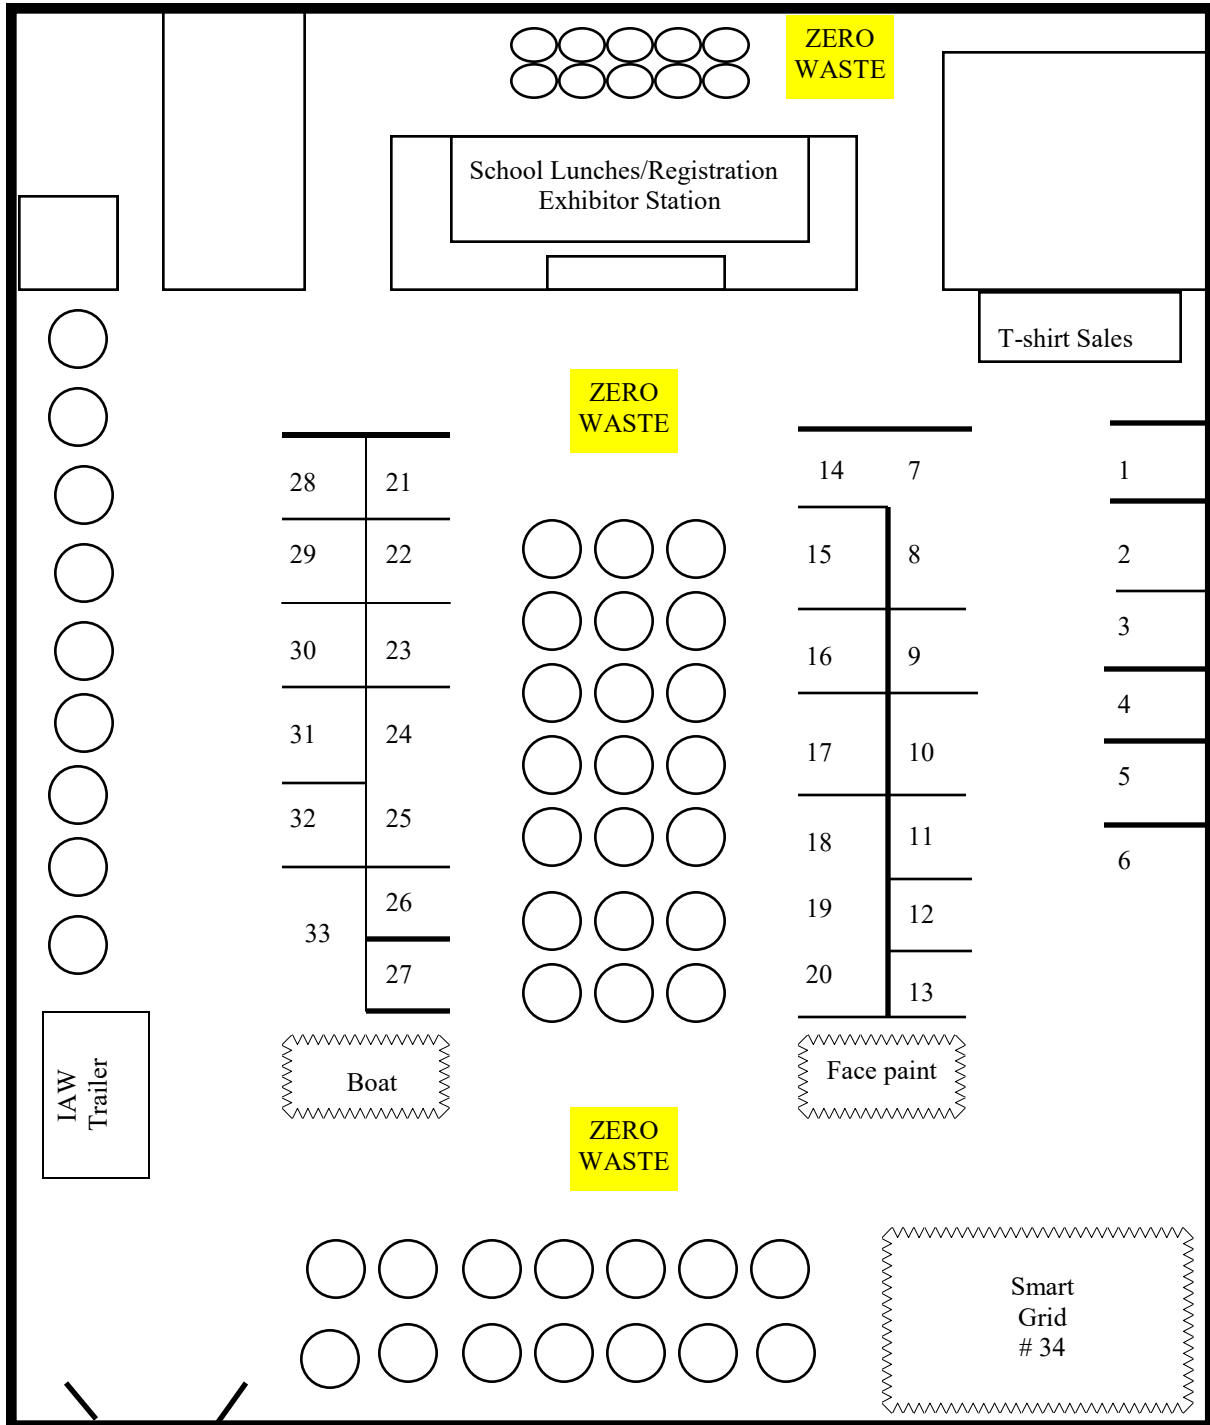 ZERO
WASTE
School Lunches/Registration
Exhibitor Station
T-shirt Sales
ZERO
WASTE
28 21
29 22
30 23
31 24
32 25
26
33
27
14 7
15 8
16 9
17 10
18 11
19 12
20 13
1
2
3
4
5
6
IAW
Trailer
Boat
Face paint
ZERO
WASTE
Smart
Grid
# 34